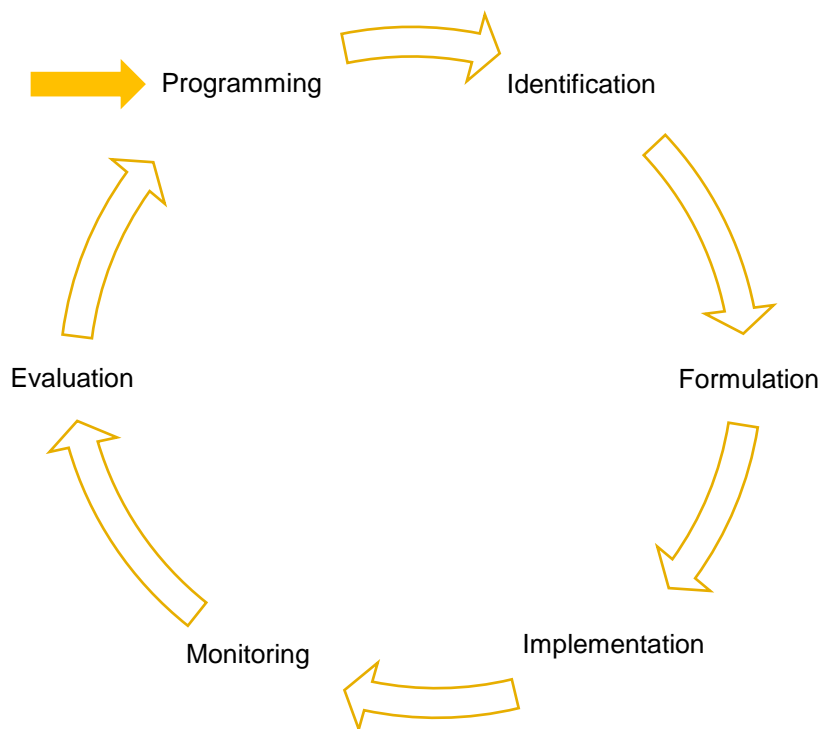 Programming
Identification
Formulation
Implementation
Monitoring
Evaluation